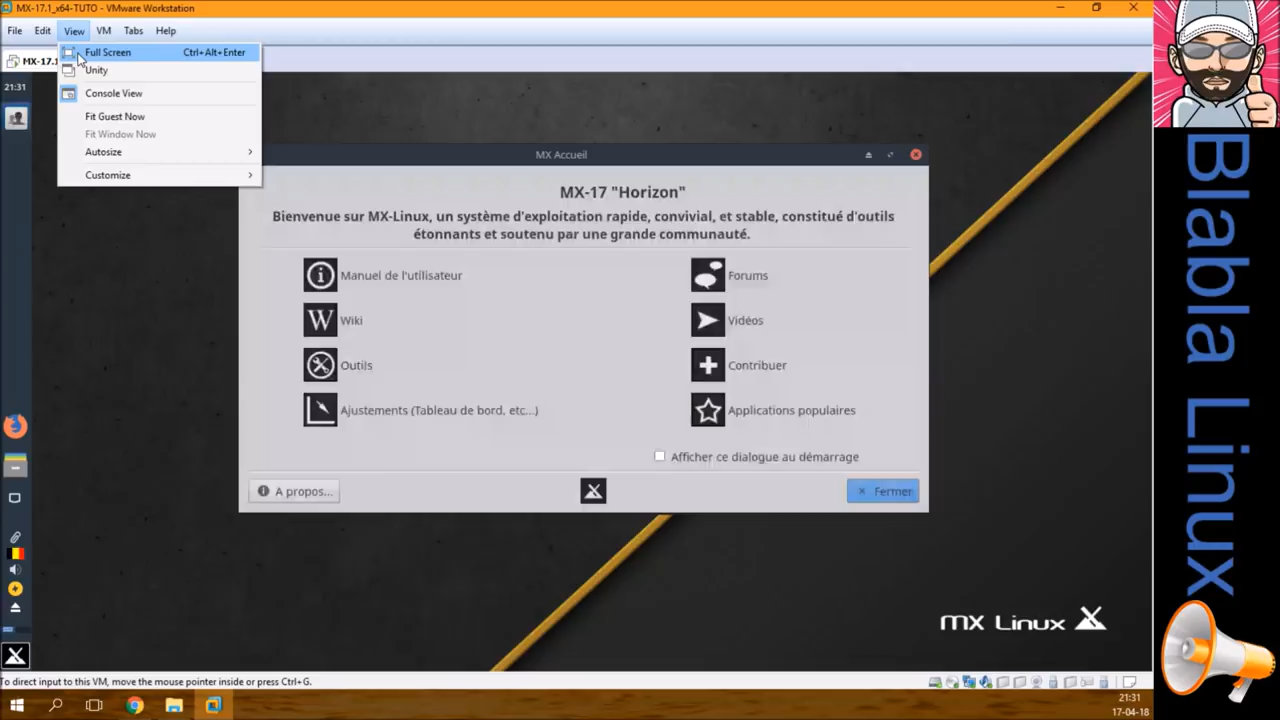 MX-17.1_x64-TUTO - VMware Workstation
File Edit View VM Tabs Help
MX-17.1
Full Screen Ctrl+Alt+Enter
Unity
Console View
Fit Guest Now
Fit Window Now
Autosize
Customize
21:31
MX Accueil
MX-17 "Horizon"
Bienvenue sur MX-Linux, un système d'exploitation rapide, convivial, et stable, constitué d'outils
étonnants et soutenu par une grande communauté.
Manuel de l'utilisateur
Forums
Wiki
Vidéos
Outils
Contribuer
Ajustements (Tableau de bord, etc...)
Applications populaires
Afficher ce dialogue au démarrage
A propos...
Fermer
MX Linux
To direct input to this VM, move the mouse pointer inside or press Ctrl+G.
21:31
17-04-18
Blabla Linux